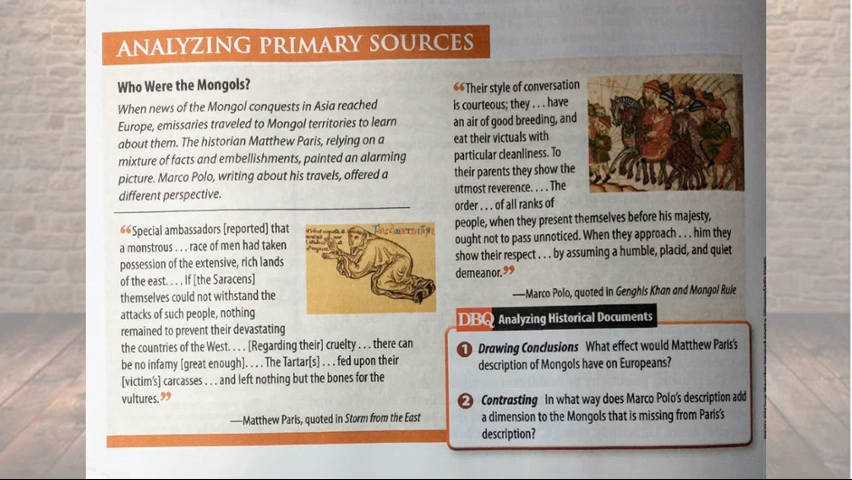 ANALYZING PRIMARY SOURCES
Who Were the Mongols?
When news of the Mongol conquests in Asia reached
Europe, emissaries traveled to Mongol territories to learn
about them. The historian Matthew Paris, relying on a
mixture of facts and embellishments, painted an alarming
picture. Marco Polo, writing about his travels, offered a
different perspective.
“Special ambassadors [reported] that
a monstrous . . . race of men had taken
possession of the extensive, rich lands
of the east. . . . If [the Saracens]
themselves could not withstand the
attacks of such people, nothing
remained to prevent their devastating
the countries of the West. . . . [Regarding their] cruelty . . . there can
be no infamy [great enough]. . . . The Tartar[s] . . . fed upon their
[victim's] carcasses . . . and left nothing but the bones for the
vultures.”
—Matthew Paris, quoted in Storm from the East
“Their style of conversation
is courteous; they . . . have
an air of good breeding, and
eat their victuals with
particular cleanliness. To
their parents they show the
utmost reverence. . . . The
order . . . of all ranks of
people, when they present themselves before his majesty,
ought not to pass unnoticed. When they approach . . . him they
show their respect . . . by assuming a humble, placid, and quiet
demeanor.”
—Marco Polo, quoted in Genghis Khan and Mongol Rule
DBQ Analyzing Historical Documents
1 Drawing Conclusions What effect would Matthew Paris's
description of Mongols have on Europeans?
2 Contrasting In what way does Marco Polo's description add
a dimension to the Mongols that is missing from Paris's
description?